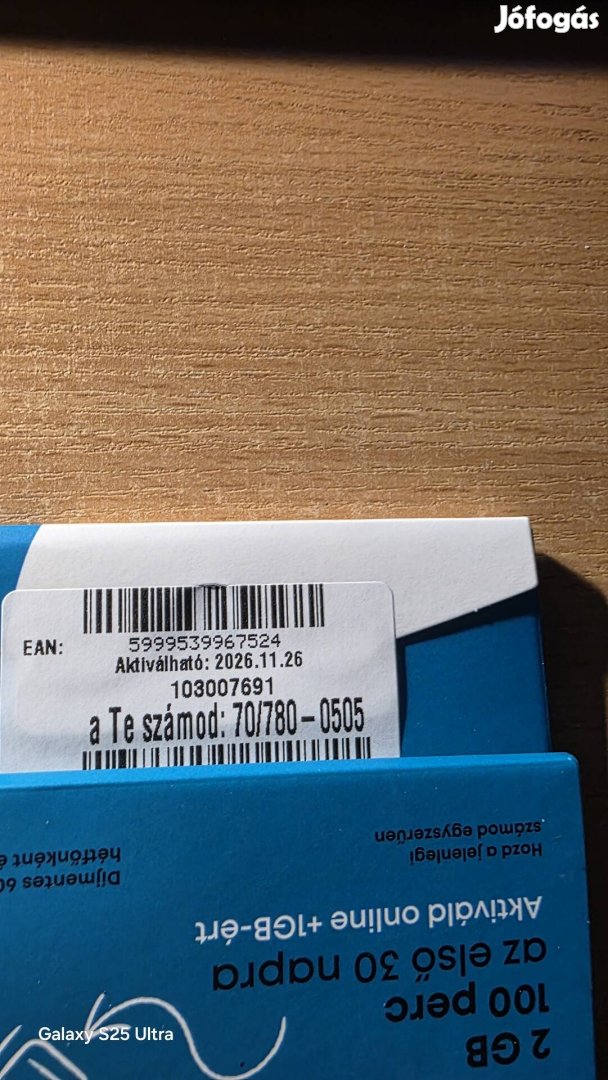 Jófogás
EAN:
5999539967524
Aktiválható: 2026.11.26
103007691
a Te számod: 70/780-0505
2 GB
100 perc
az első 30 napra
Aktiváld online +1GB-ért
Hozd a jelenlegi
számod egyszerűen
Díjmentes
hétfőnként
Galaxy S25 Ultra